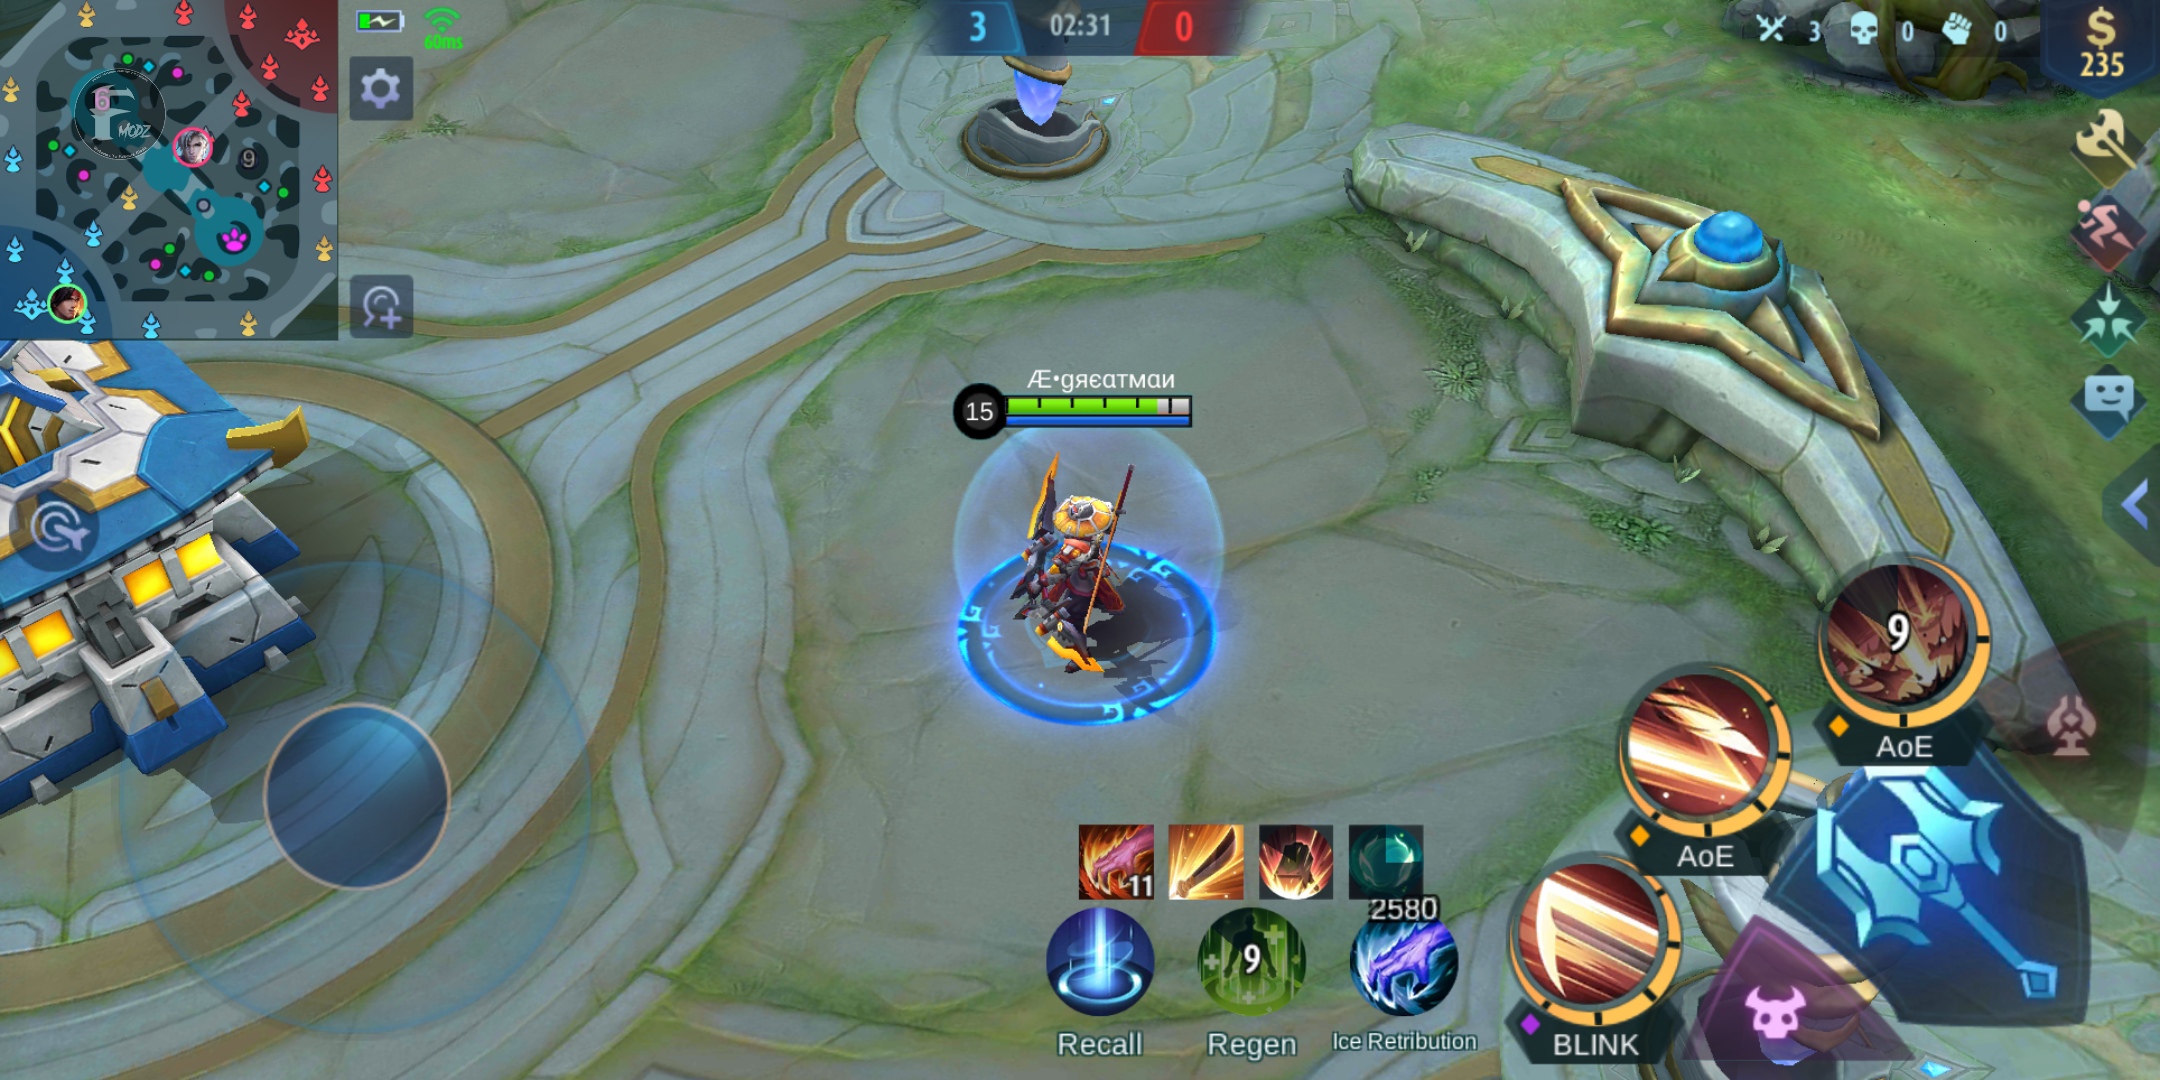 60ms
3 02:31 0
3 0 0
235
6
F MODZ
9
Æ•gяєatмαи
15
9
AoE
AoE
11
2580
9
Recall
Regen
Ice Retribution
BLINK